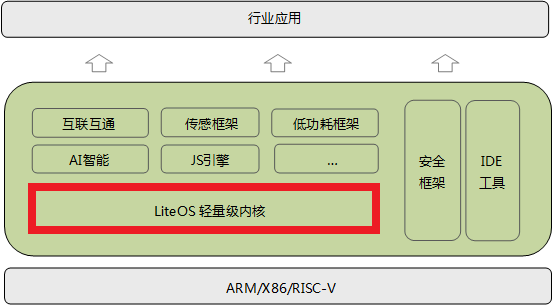 行业应用
互联互通
传感框架
低功耗框架
AI智能
JS引擎
...
LiteOS 轻量级内核
安全
框架
IDE
工具
ARM/X86/RISC-V